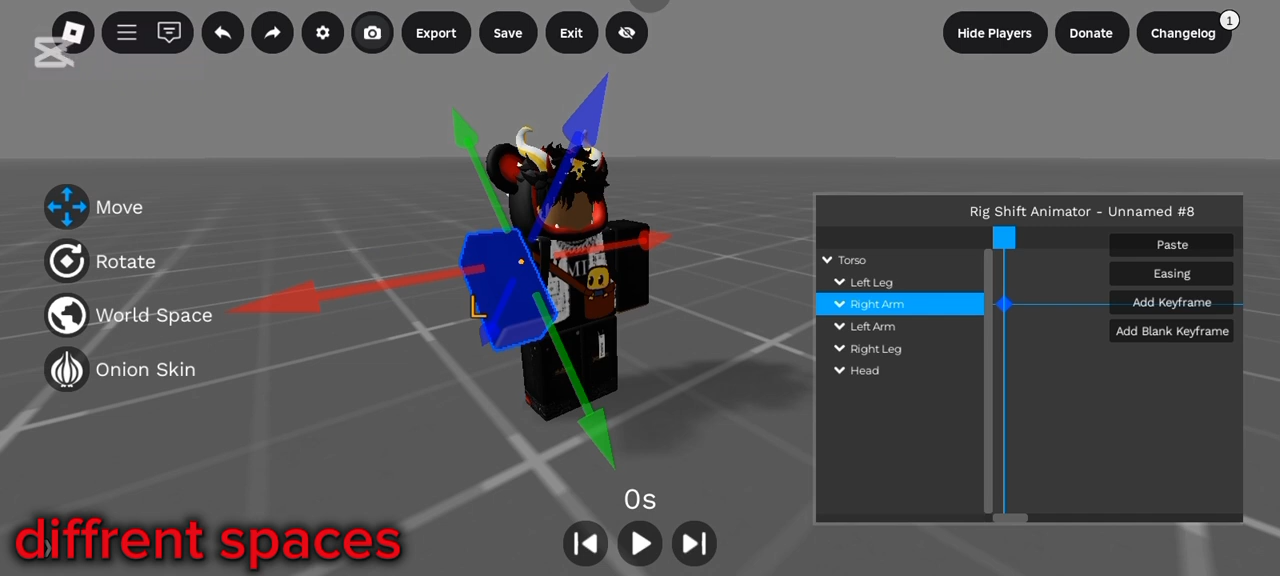 Export
Save
Exit
Hide Players
Donate
Changelog
1
Move
Rotate
World Space
Onion Skin
Rig Shift Animator - Unnamed #8
Torso
Left Leg
Right Arm
Left Arm
Right Leg
Head
Paste
Easing
Add Keyframe
Add Blank Keyframe
0s
diffrent spaces